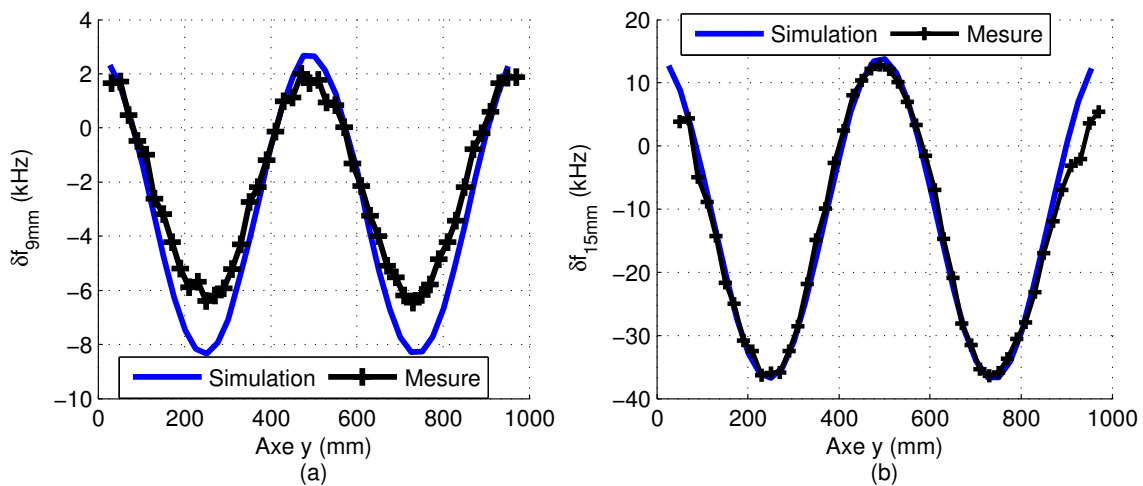 4
2
0
−2
−4
−6
−8
−10
δf9mm (kHz)
Simulation Mesure
0 200 400 600 800 1000
Axe y (mm)
(a)
20
10
0
−10
−20
−30
−40
δf15mm (kHz)
Simulation Mesure
0 200 400 600 800 1000
Axe y (mm)
(b)